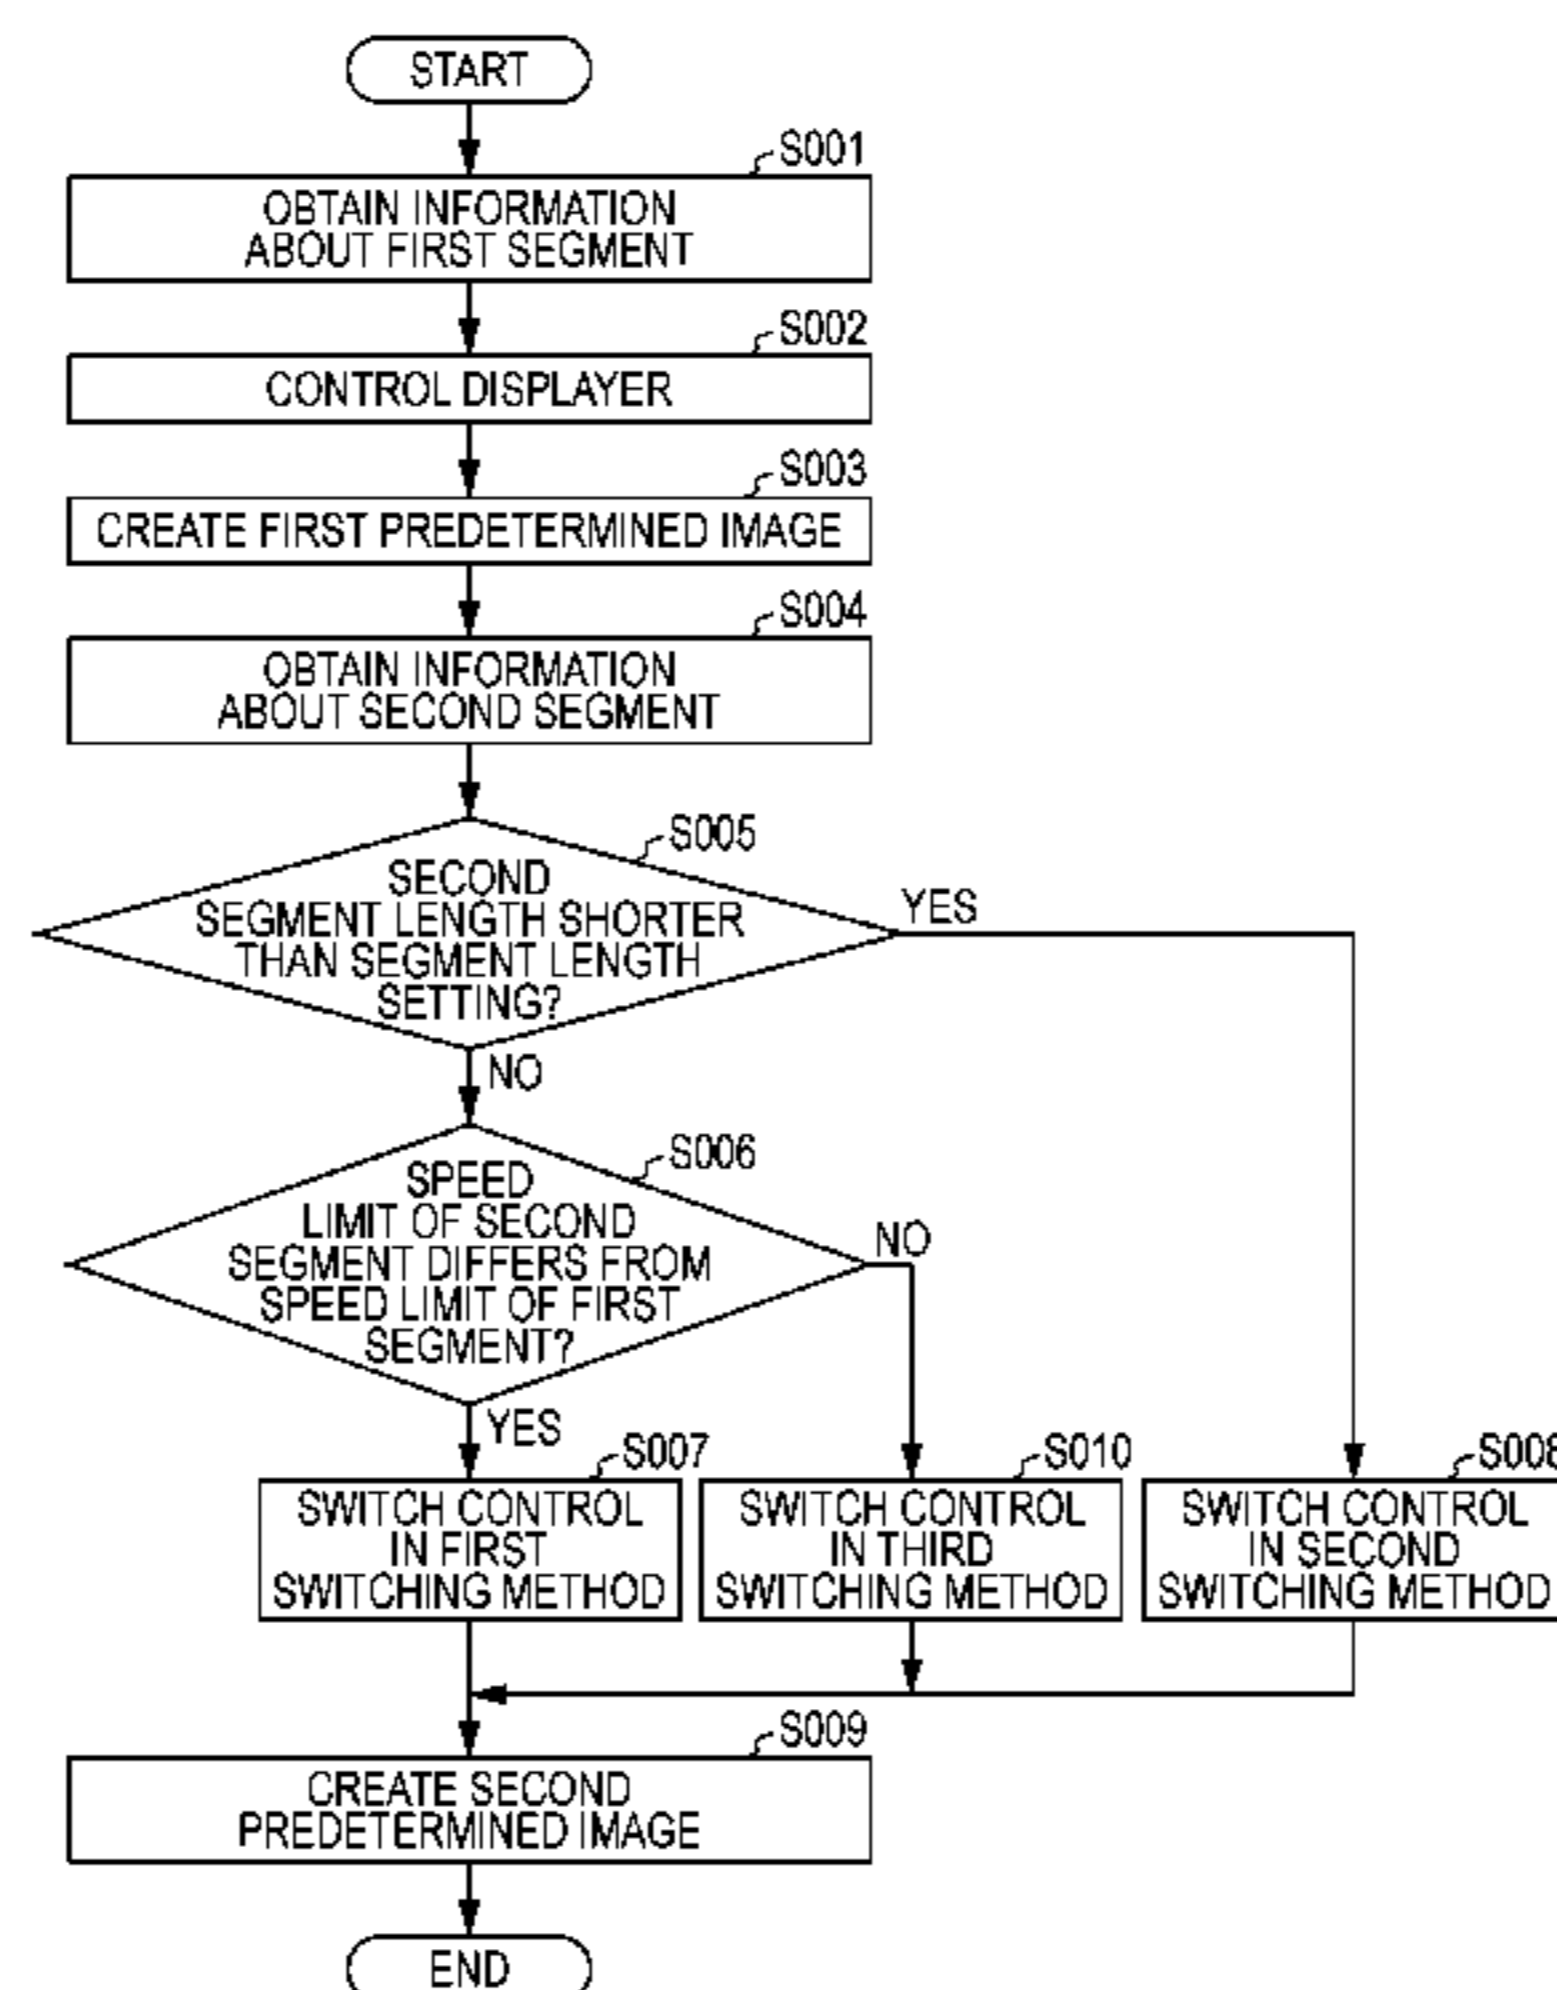 START
S001
OBTAIN INFORMATION
ABOUT FIRST SEGMENT
S002
CONTROL DISPLAYER
S003
CREATE FIRST PREDETERMINED IMAGE
S004
OBTAIN INFORMATION
ABOUT SECOND SEGMENT
S005
SECOND
SEGMENT LENGTH SHORTER
THAN SEGMENT LENGTH
SETTING?
YES
NO
S006
SPEED
LIMIT OF SECOND
SEGMENT DIFFERS FROM
SPEED LIMIT OF FIRST
SEGMENT?
NO
YES
S007
SWITCH CONTROL
IN FIRST
SWITCHING METHOD
S010
SWITCH CONTROL
IN THIRD
SWITCHING METHOD
S008
SWITCH CONTROL
IN SECOND
SWITCHING METHOD
S009
CREATE SECOND
PREDETERMINED IMAGE
END